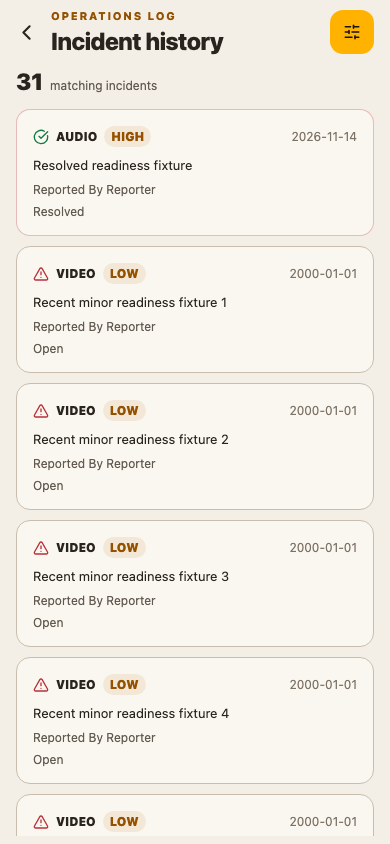 OPERATIONS LOG
Incident history
31 matching incidents
AUDIO HIGH 2026-11-14
Resolved readiness fixture
Reported By Reporter
Resolved
VIDEO LOW 2000-01-01
Recent minor readiness fixture 1
Reported By Reporter
Open
VIDEO LOW 2000-01-01
Recent minor readiness fixture 2
Reported By Reporter
Open
VIDEO LOW 2000-01-01
Recent minor readiness fixture 3
Reported By Reporter
Open
VIDEO LOW 2000-01-01
Recent minor readiness fixture 4
Reported By Reporter
Open
VIDEO LOW 2000-01-01